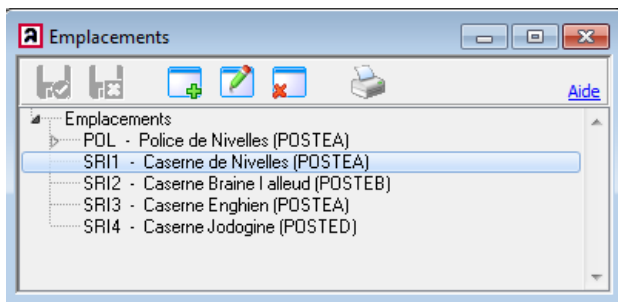 a Emplacements
Aide
Emplacements
POL - Police de Nivelles (POSTEA)
SRI1 - Caserne de Nivelles (POSTEA)
SRI2 - Caserne Braine l alleud (POSTEB)
SRI3 - Caserne Enghien (POSTEA)
SRI4 - Caserne Jodogine (POSTED)